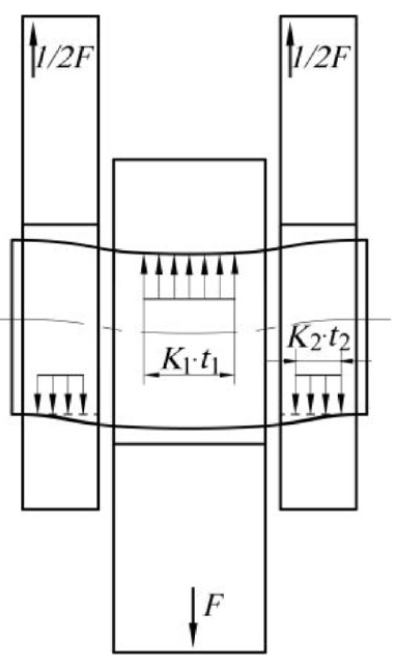 1/2F 1/2F
K₁·t₁ K₂·t₂
F